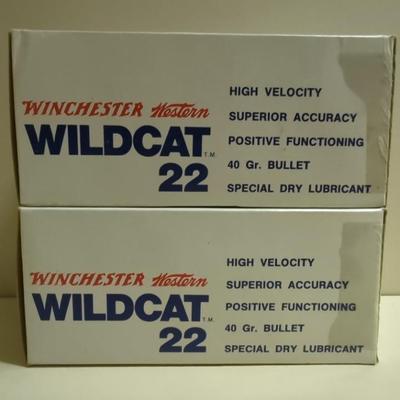 WINCHESTER Western
WILDCAT T.M.
22
HIGH VELOCITY
SUPERIOR ACCURACY
POSITIVE FUNCTIONING
40 Gr. BULLET
SPECIAL DRY LUBRICANT
WINCHESTER Western
WILDCAT T.M.
22
HIGH VELOCITY
SUPERIOR ACCURACY
POSITIVE FUNCTIONING
40 Gr. BULLET
SPECIAL DRY LUBRICANT